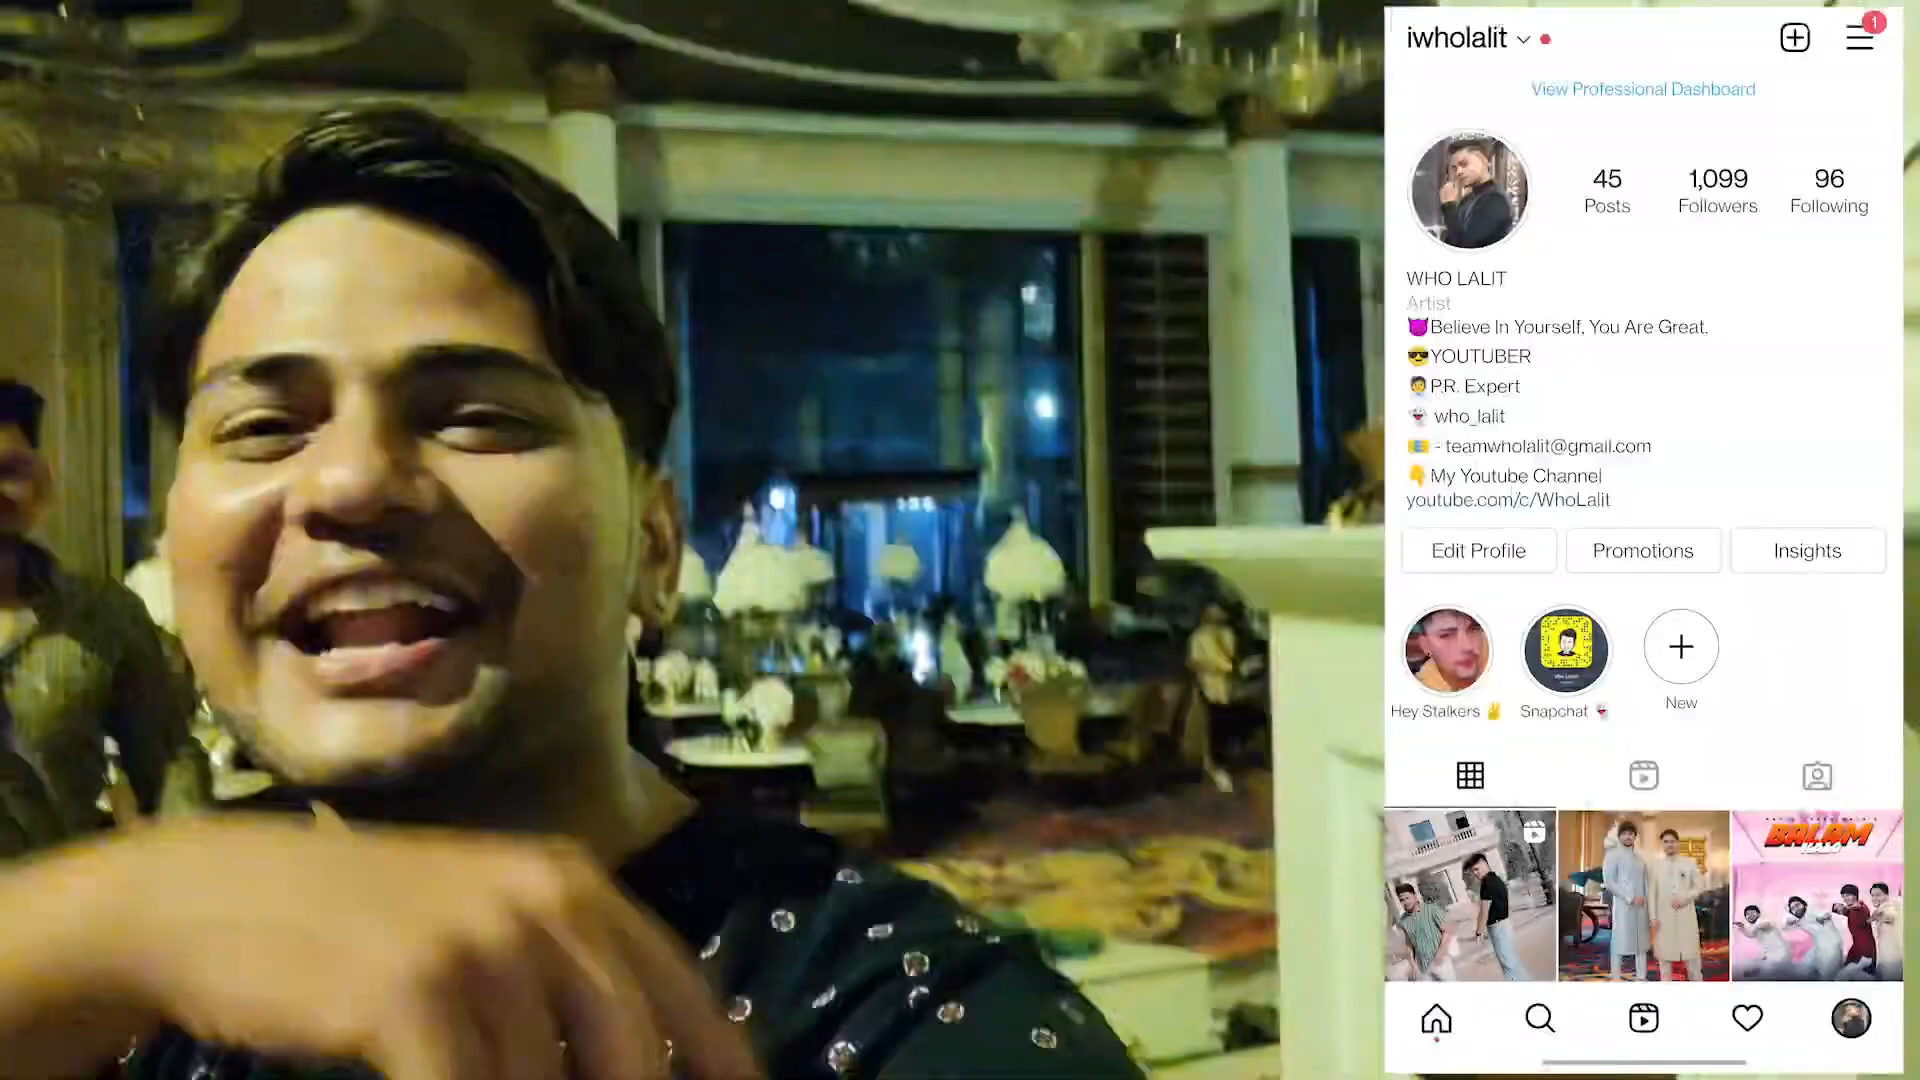 iwholalit
1
View Professional Dashboard
45
Posts
1,099
Followers
96
Following
WHO LALIT
Artist
😈Believe In Yourself, You Are Great.
😎YOUTUBER
🧑‍💼P.R. Expert
👻 who_lalit
📧 - teamwholalit@gmail.com
👇My Youtube Channel
youtube.com/c/WhoLalit
Edit Profile
Promotions
Insights
Hey Stalkers ✌️
Snapchat 👻
New
BALAM